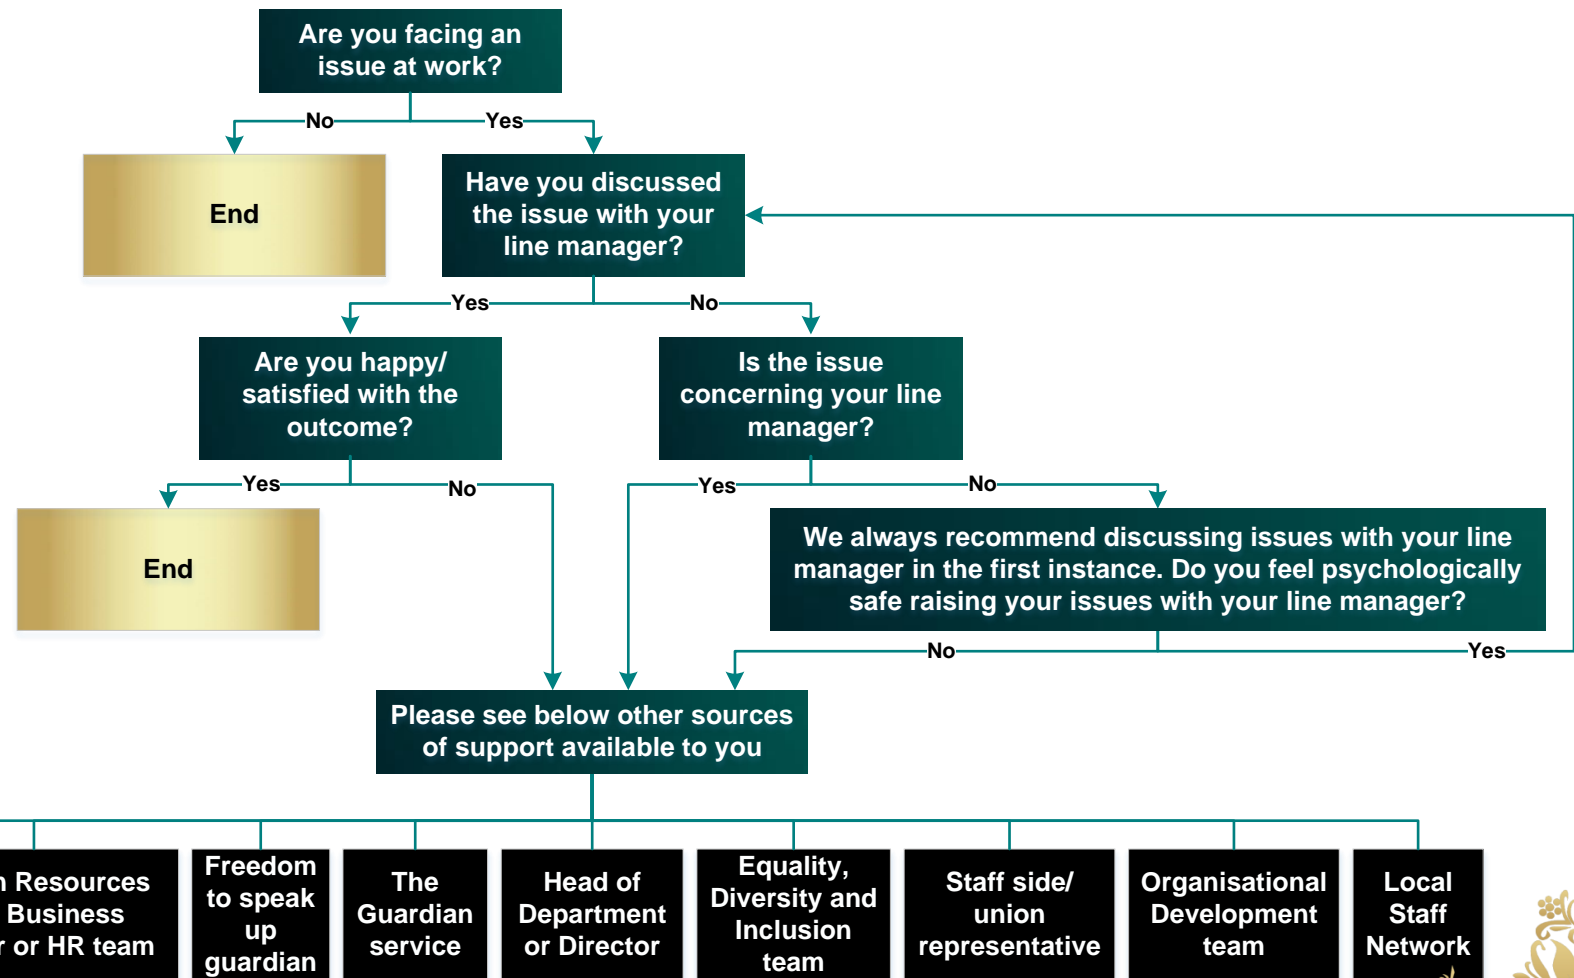 Are you facing an
issue at work?
No
Yes
End
Have you discussed
the issue with your
line manager?
Yes
No
Are you happy/
satisfied with the
outcome?
Is the issue
concerning your line
manager?
Yes
No
Yes
No
End
We always recommend discussing issues with your line
manager in the first instance. Do you feel psychologically
safe raising your issues with your line manager?
No
Yes
Please see below other sources
of support available to you
Resources
Business
or HR team
Freedom
to speak
up
guardian
The
Guardian
service
Head of
Department
or Director
Equality,
Diversity and
Inclusion
team
Staff side/
union
representative
Organisational
Development
team
Local
Staff
Network